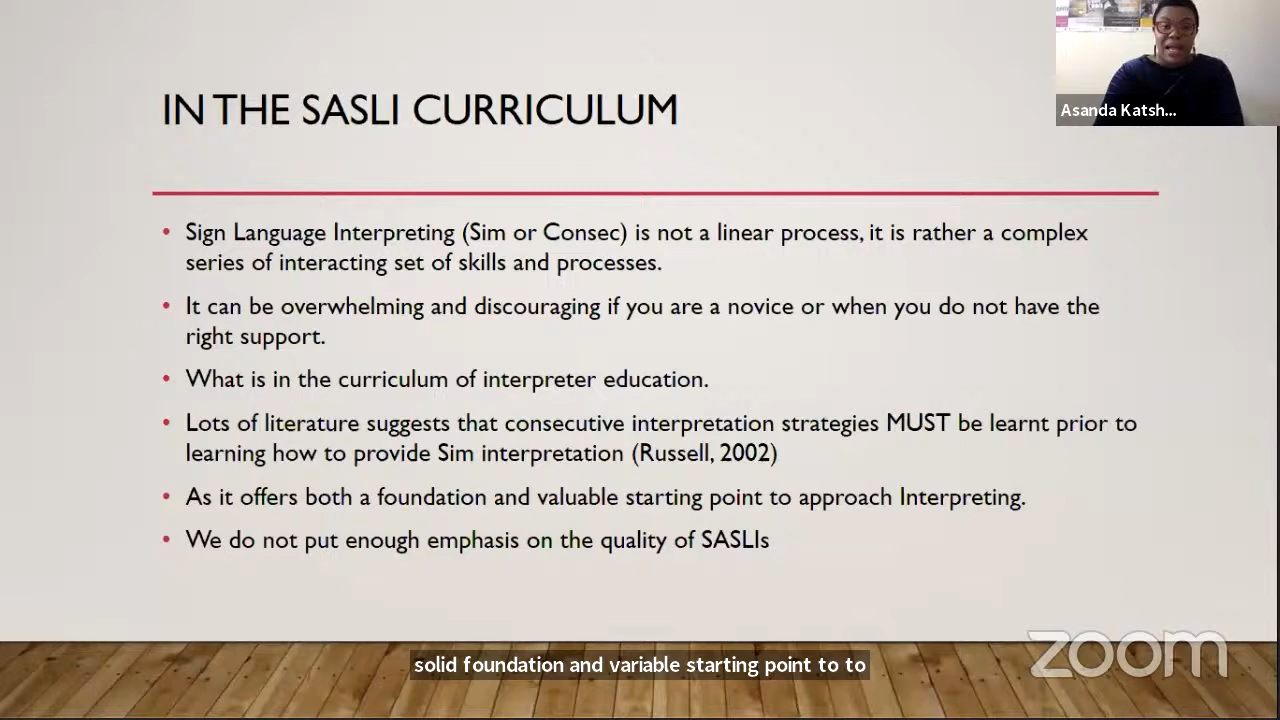 IN THE SASLI CURRICULUM
Asanda Katsh...
• Sign Language Interpreting (Sim or Consec) is not a linear process, it is rather a complex
series of interacting set of skills and processes.
• It can be overwhelming and discouraging if you are a novice or when you do not have the
right support.
• What is in the curriculum of interpreter education.
• Lots of literature suggests that consecutive interpretation strategies MUST be learnt prior to
learning how to provide Sim interpretation (Russell, 2002)
• As it offers both a foundation and valuable starting point to approach Interpreting.
• We do not put enough emphasis on the quality of SASLIs
solid foundation and variable starting point to to
zoom